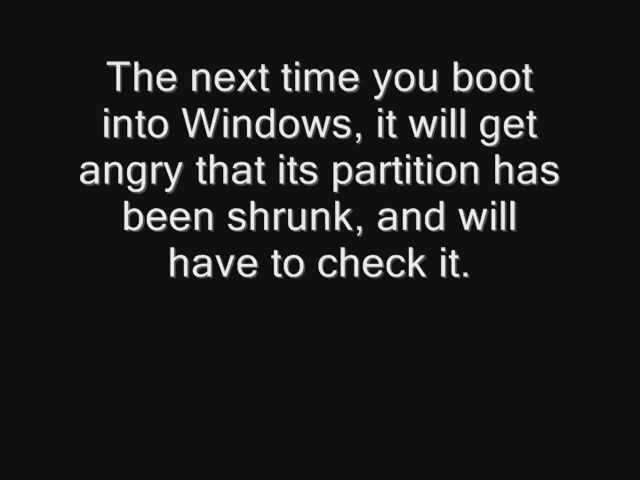 The next time you boot
into Windows, it will get
angry that its partition has
been shrunk, and will
have to check it.